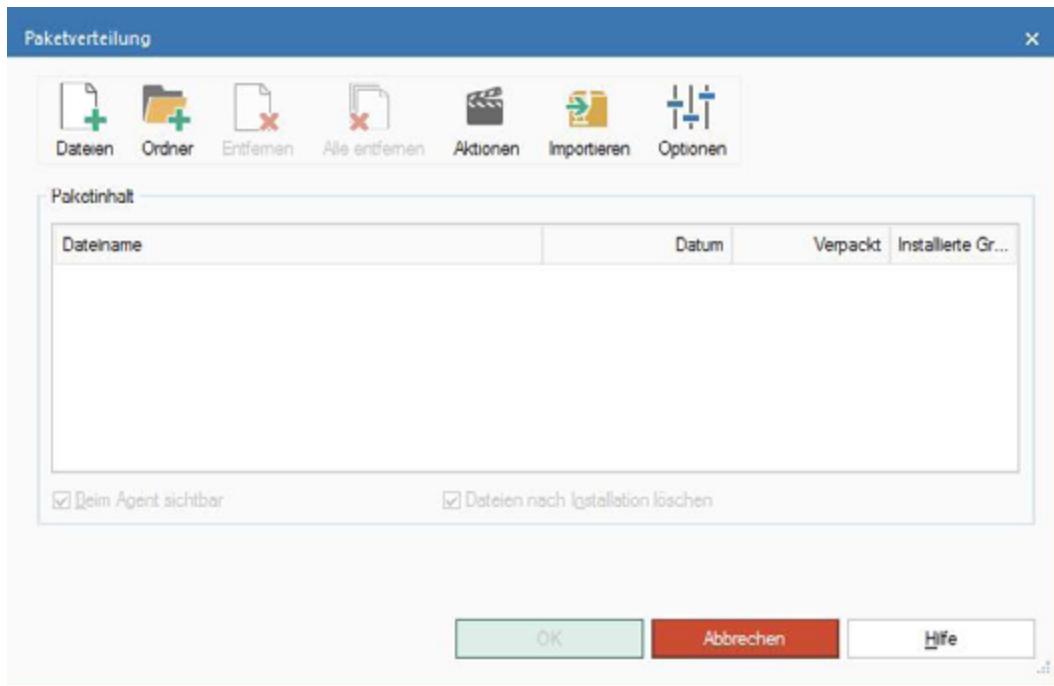 Paketverteilung
Dateien Ordner Entfernen Alle entfernen Aktionen Importieren Optionen
Paketinhalt
Dateiname Datum Verpackt Installierte Gr...
Beim Agent sichtbar Dateien nach Installation löschen
OK Abbrechen Hilfe